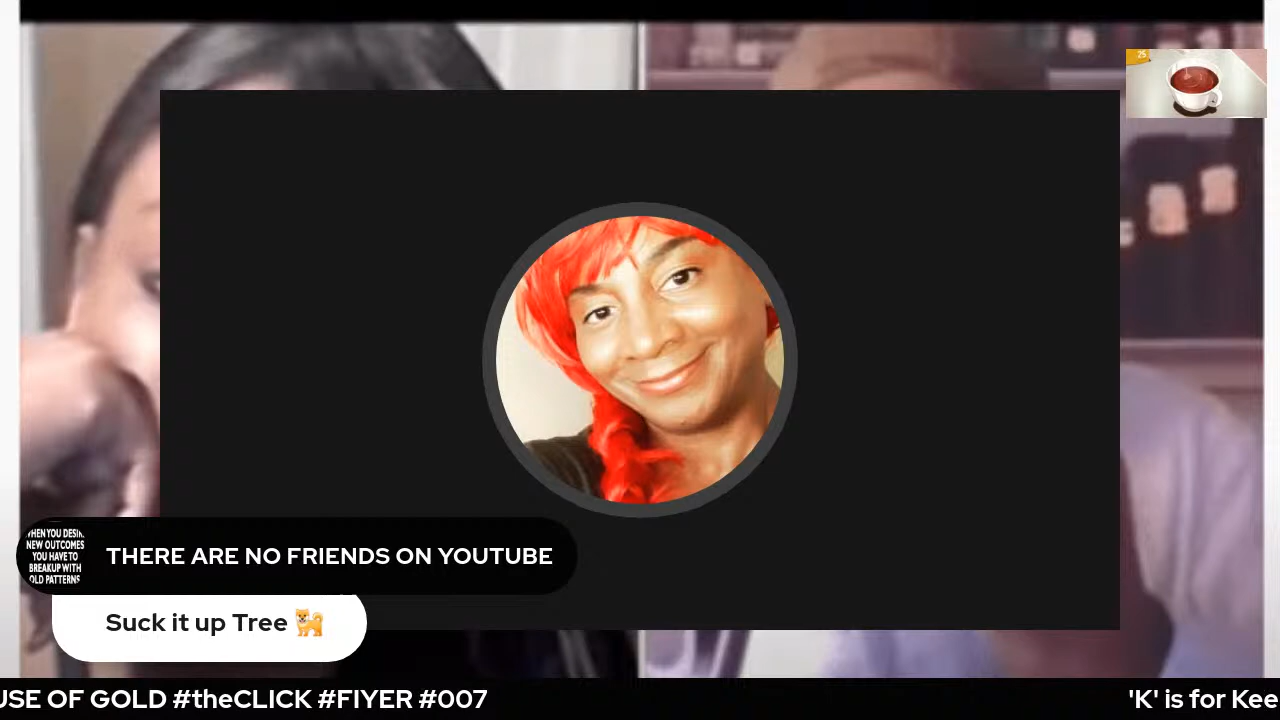 25
WHEN YOU DESIRE
NEW OUTCOMES
YOU HAVE TO
BREAKUP WITH
OLD PATTERNS
THERE ARE NO FRIENDS ON YOUTUBE
Suck it up Tree 🐕
USE OF GOLD #theCLICK #FIYER #007
'K' is for Kee